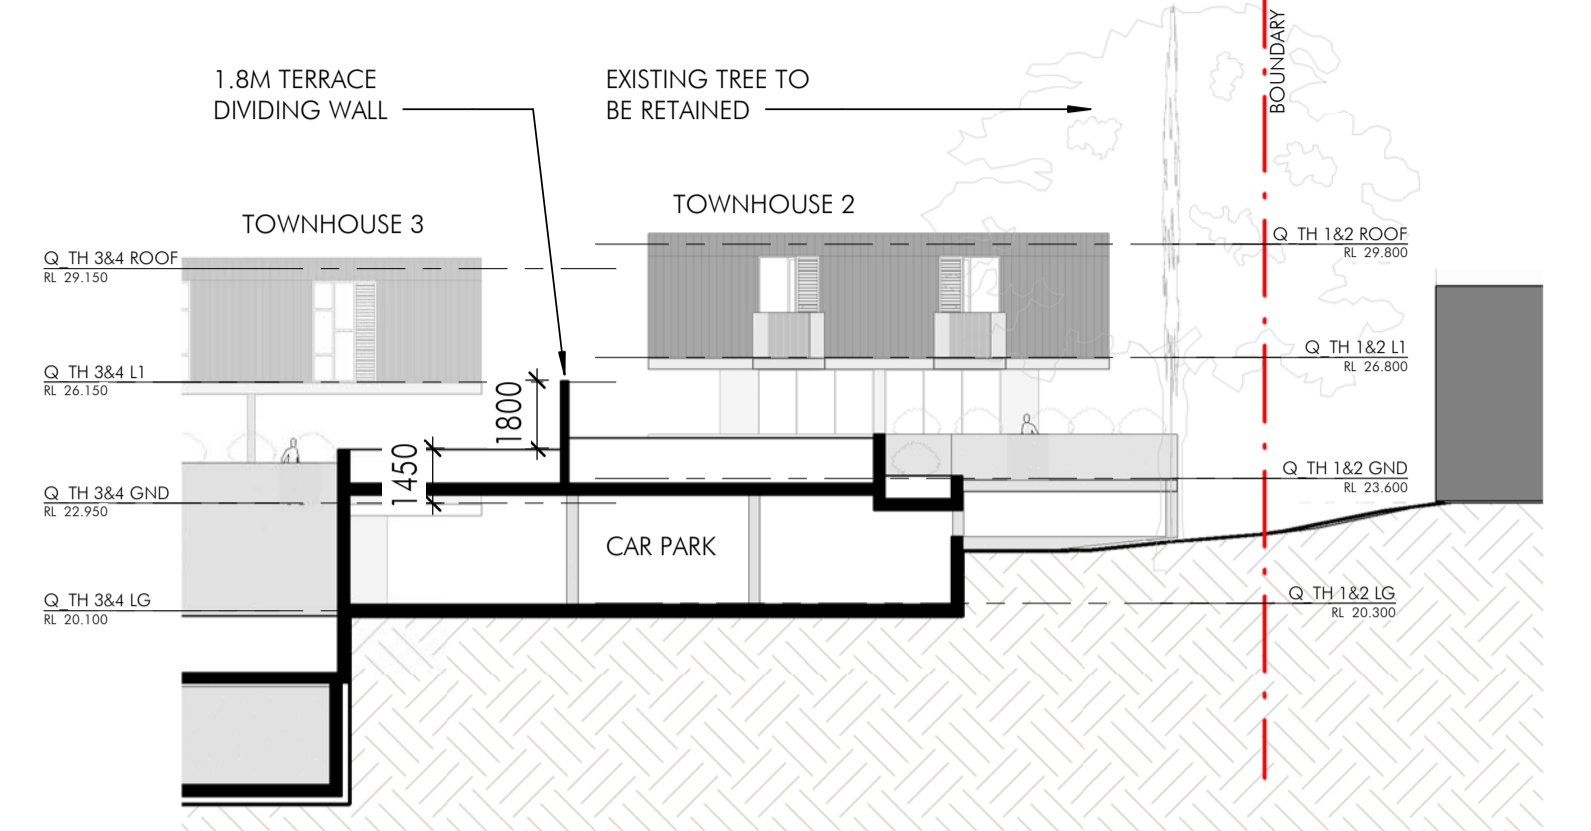 BOUNDARY
1.8M TERRACE
DIVIDING WALL
EXISTING TREE TO
BE RETAINED
TOWNHOUSE 3
TOWNHOUSE 2
Q_TH 3&4 ROOF
RL 29.150
Q_TH 1&2 ROOF
RL 29.800
Q_TH 3&4 L1
RL 26.150
Q_TH 1&2 L1
RL 26.800
1800
1450
Q_TH 3&4 GND
RL 22.950
Q_TH 1&2 GND
RL 23.600
CAR PARK
Q_TH 3&4 LG
RL 20.100
Q_TH 1&2 LG
RL 20.300